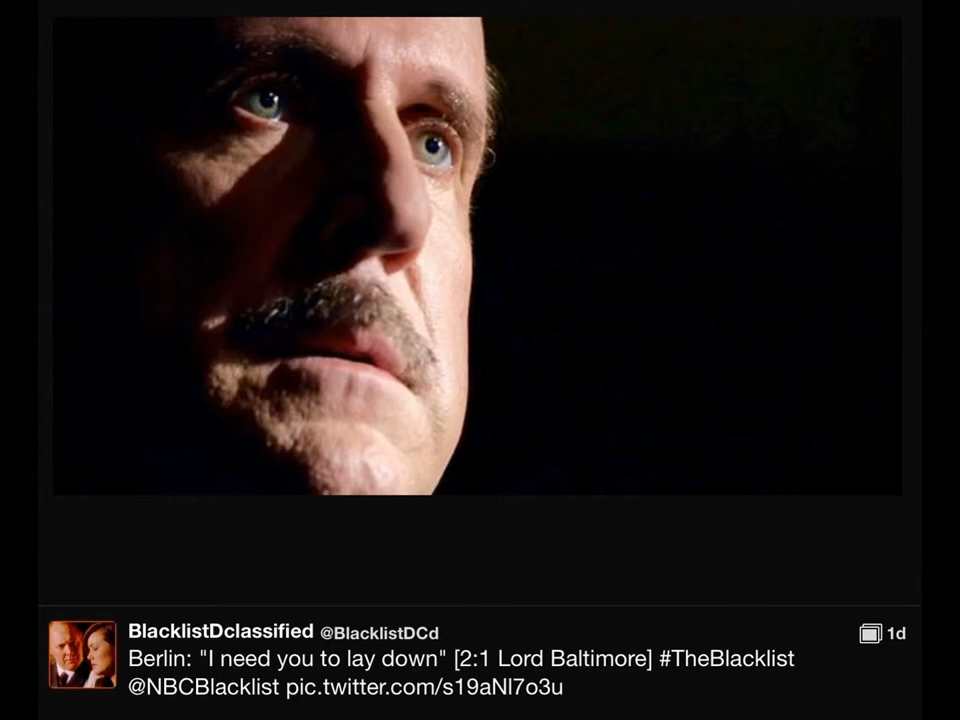 BlacklistDclassified @BlacklistDCd 1d
Berlin: "I need you to lay down" [2:1 Lord Baltimore] #TheBlacklist
@NBCBlacklist pic.twitter.com/s19aNl7o3u